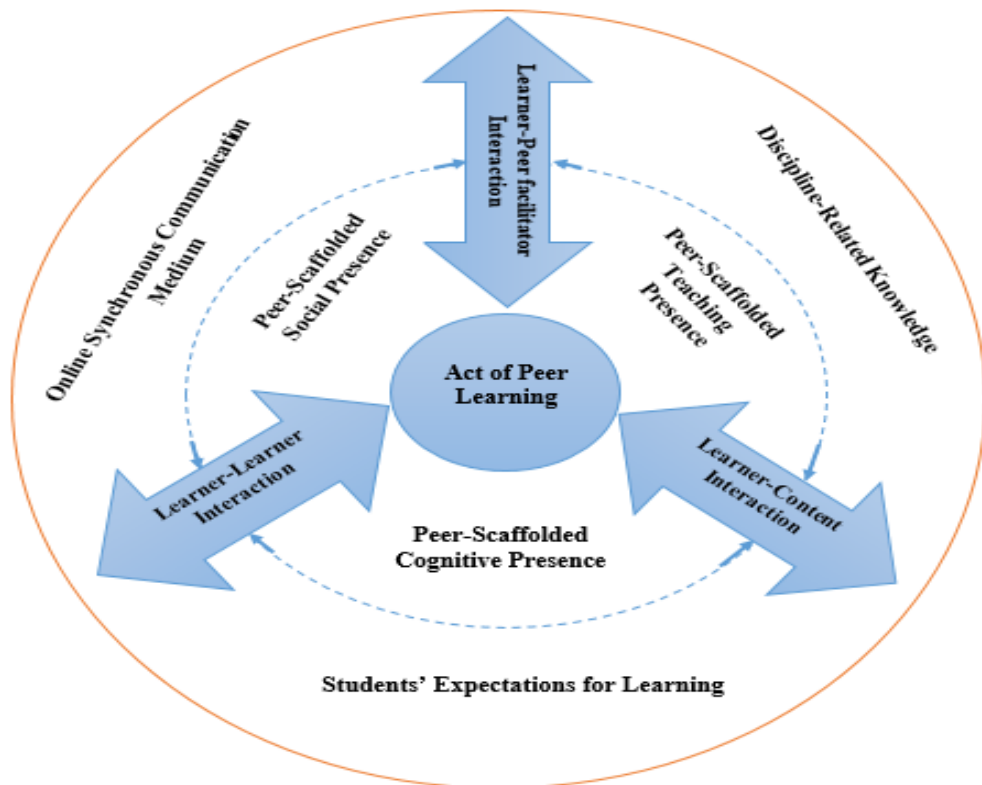 Learner-Peer facilitator
Interaction
Online Synchronous Communication
Medium
Discipline-Related Knowledge
Peer-Scaffolded
Social Presence
Peer-Scaffolded
Teaching
Presence
Act of Peer
Learning
Learner-Learner
Interaction
Learner-Content
Interaction
Peer-Scaffolded
Cognitive Presence
Students’ Expectations for Learning